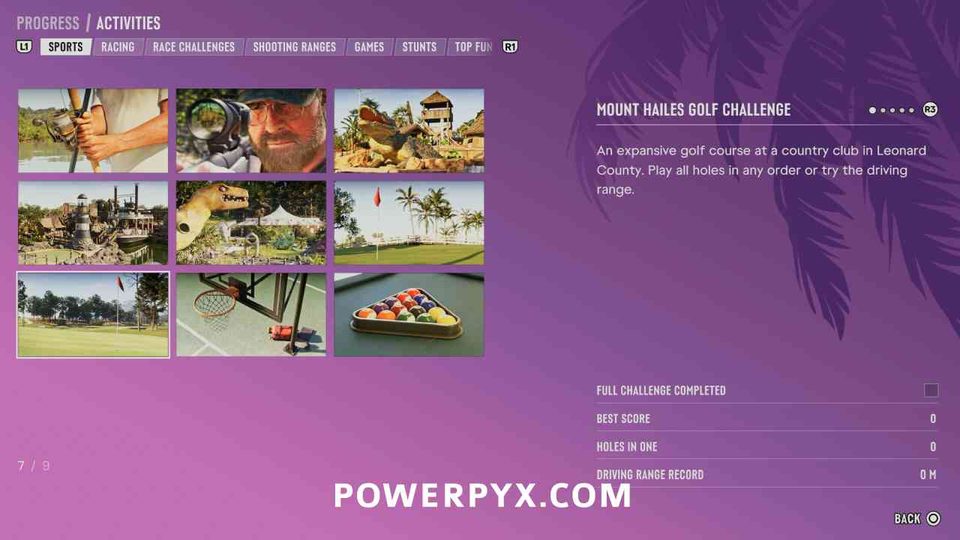 PROGRESS / ACTIVITIES
L1 SPORTS RACING RACE CHALLENGES SHOOTING RANGES GAMES STUNTS TOP FUN R1
MOUNT HAILES GOLF CHALLENGE R3
An expansive golf course at a country club in Leonard
County. Play all holes in any order or try the driving
range.
FULL CHALLENGE COMPLETED
BEST SCORE 0
HOLES IN ONE 0
DRIVING RANGE RECORD 0 M
7 / 9
POWERPYX.COM
BACK